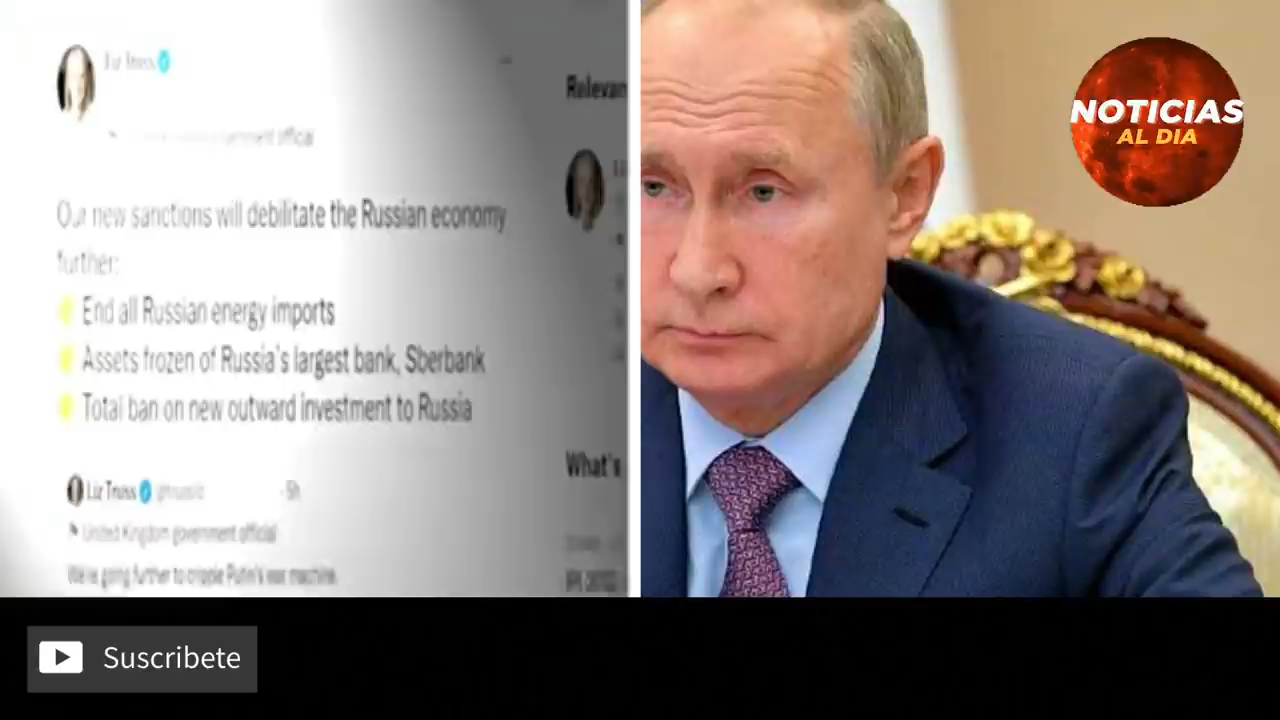 Liz Truss
Relevan
Our new sanctions will debilitate the Russian economy
further:
End all Russian energy imports
Assets frozen of Russia's largest bank, Sberbank
Total ban on new outward investment to Russia
What's
Liz Truss @trussliz · 5h
United Kingdom government official
We're going further to cripple Putin's war machine.
NOTICIAS
AL DIA
Suscribete